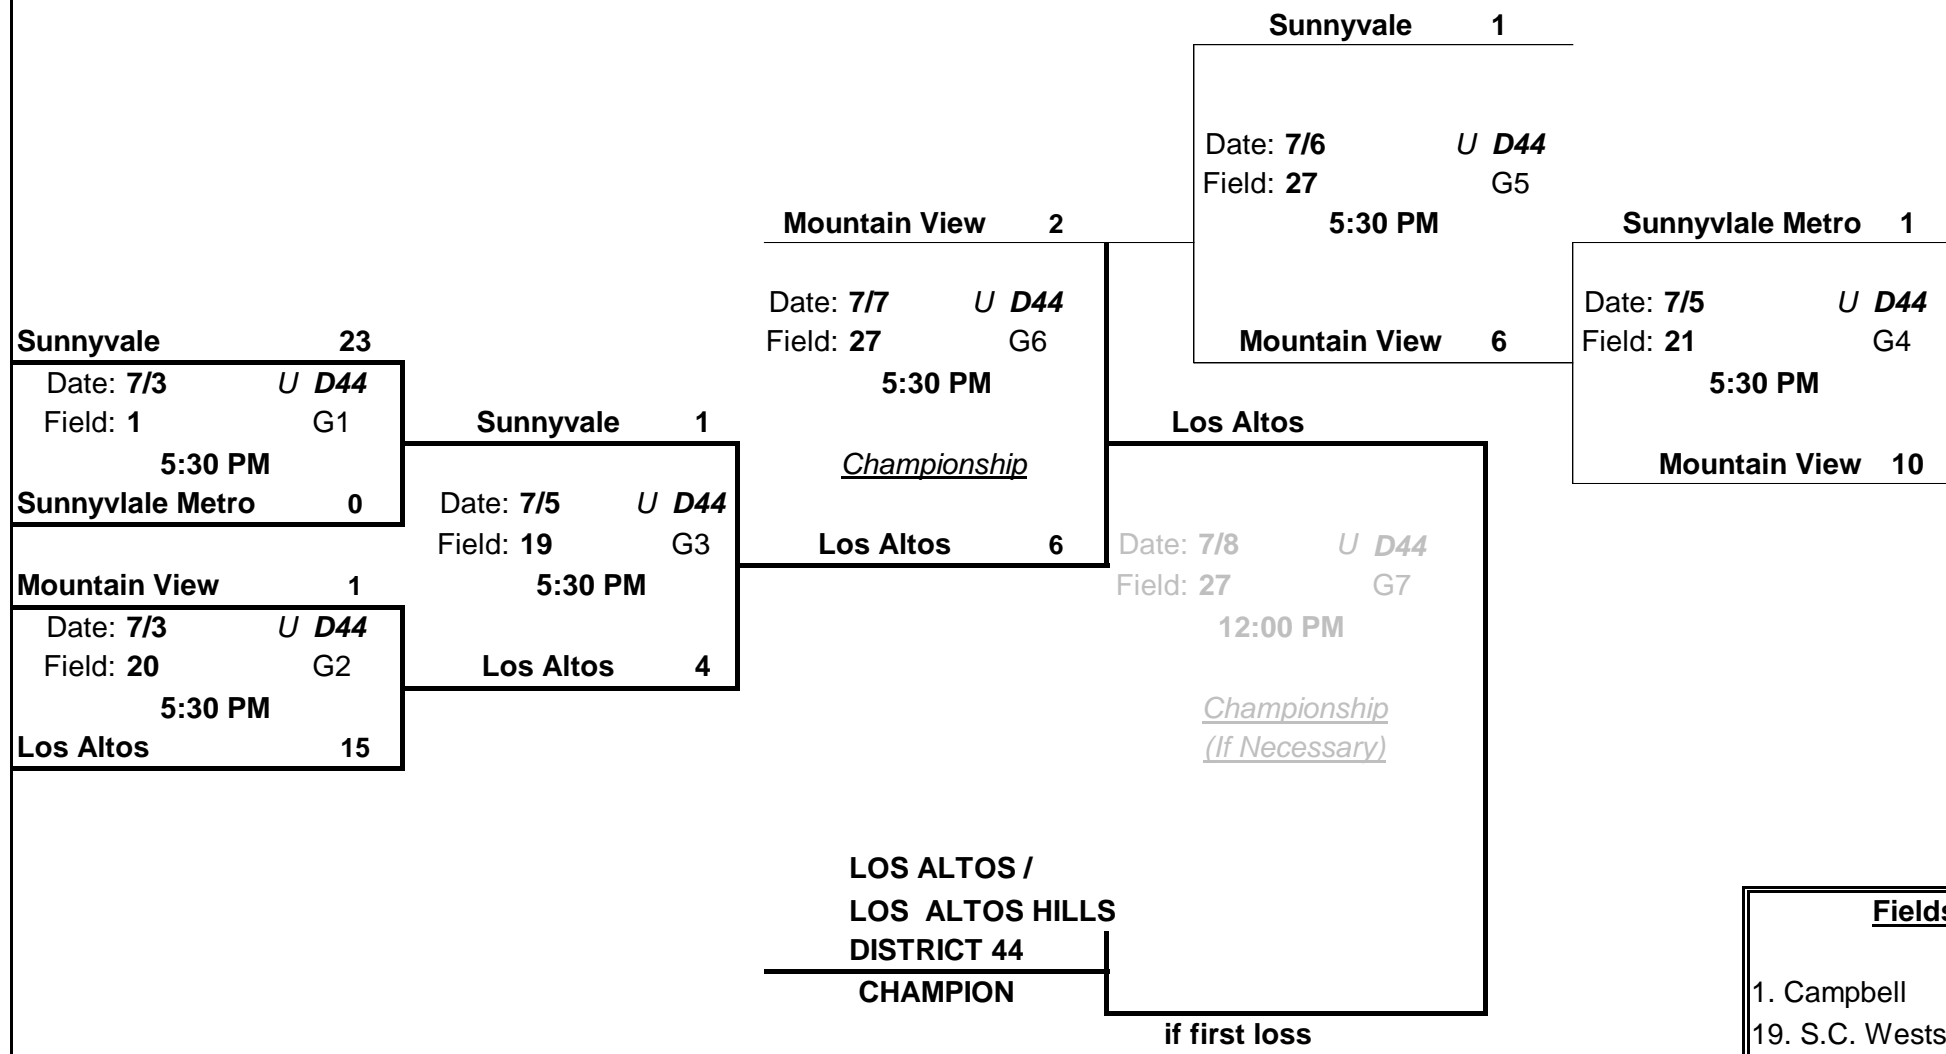 Sunnyvale 1
Date: 7/6 U D44
Field: 27 G5
Mountain View 2 5:30 PM Sunnyvlale Metro 1
Date: 7/7 U D44 Date: 7/5 U D44
Sunnyvale 23 Field: 27 G6 Mountain View 6 Field: 21 G4
Date: 7/3 U D44 5:30 PM 5:30 PM
Field: 1 G1 Sunnyvale 1 Los Altos
5:30 PM Championship Mountain View 10
Sunnyvlale Metro 0 Date: 7/5 U D44
Field: 19 G3 Los Altos 6 Date: 7/8 U D44
Mountain View 1 5:30 PM Field: 27 G7
Date: 7/3 U D44 12:00 PM
Field: 20 G2 Los Altos 4
5:30 PM Championship
Los Altos 15 (If Necessary)
LOS ALTOS /
LOS ALTOS HILLS Fields
DISTRICT 44
CHAMPION 1. Campbell
if first loss 19. S.C. Wests